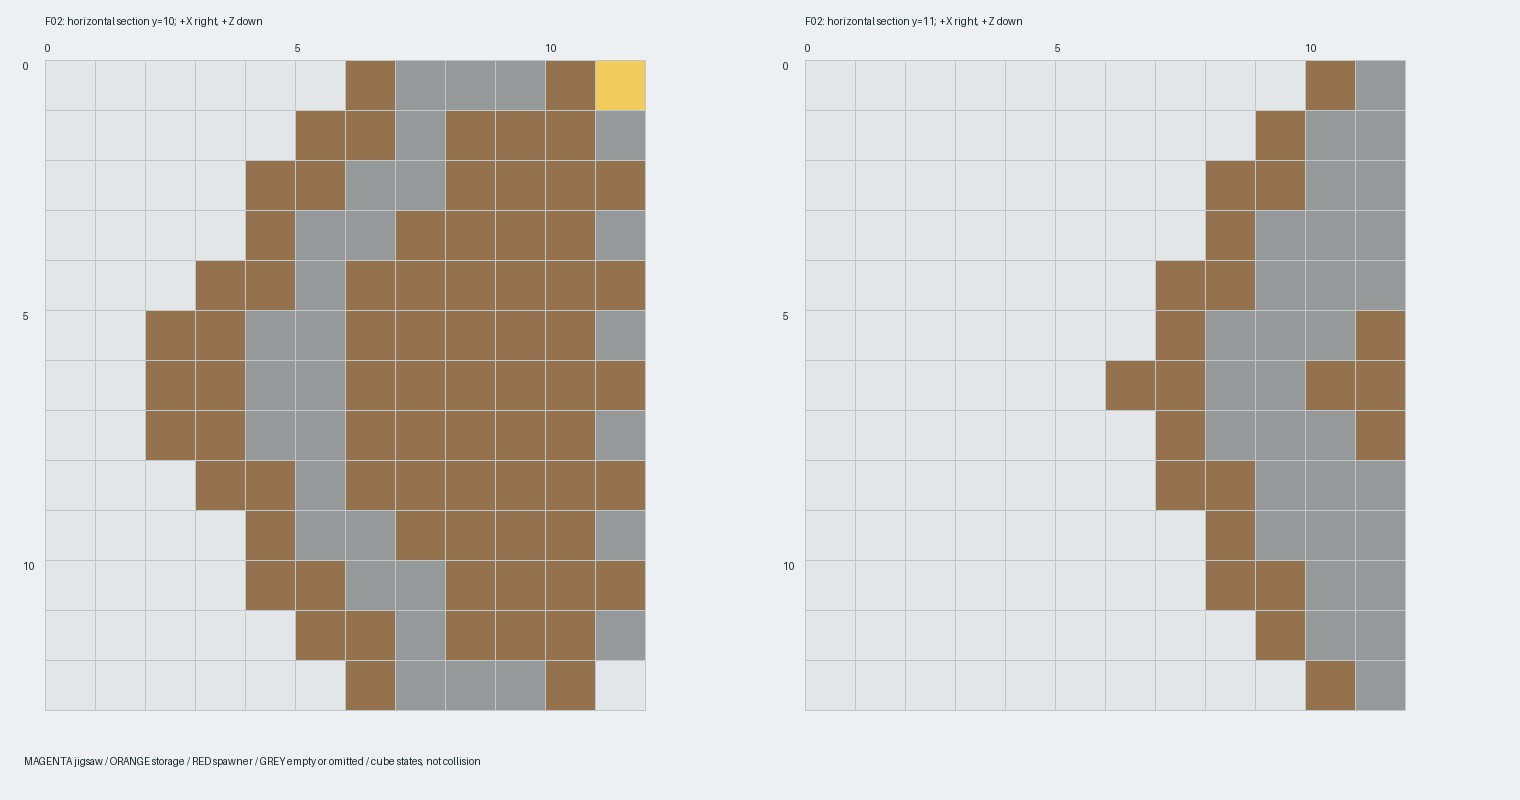 F02: horizontal section y=10; +X right, +Z down
F02: horizontal section y=11; +X right, +Z down
0 5 10
0 5 10
0
0
5
5
10
10
MAGENTA jigsaw / ORANGE storage / RED spawner / GREY empty or omitted / cube states, not collision